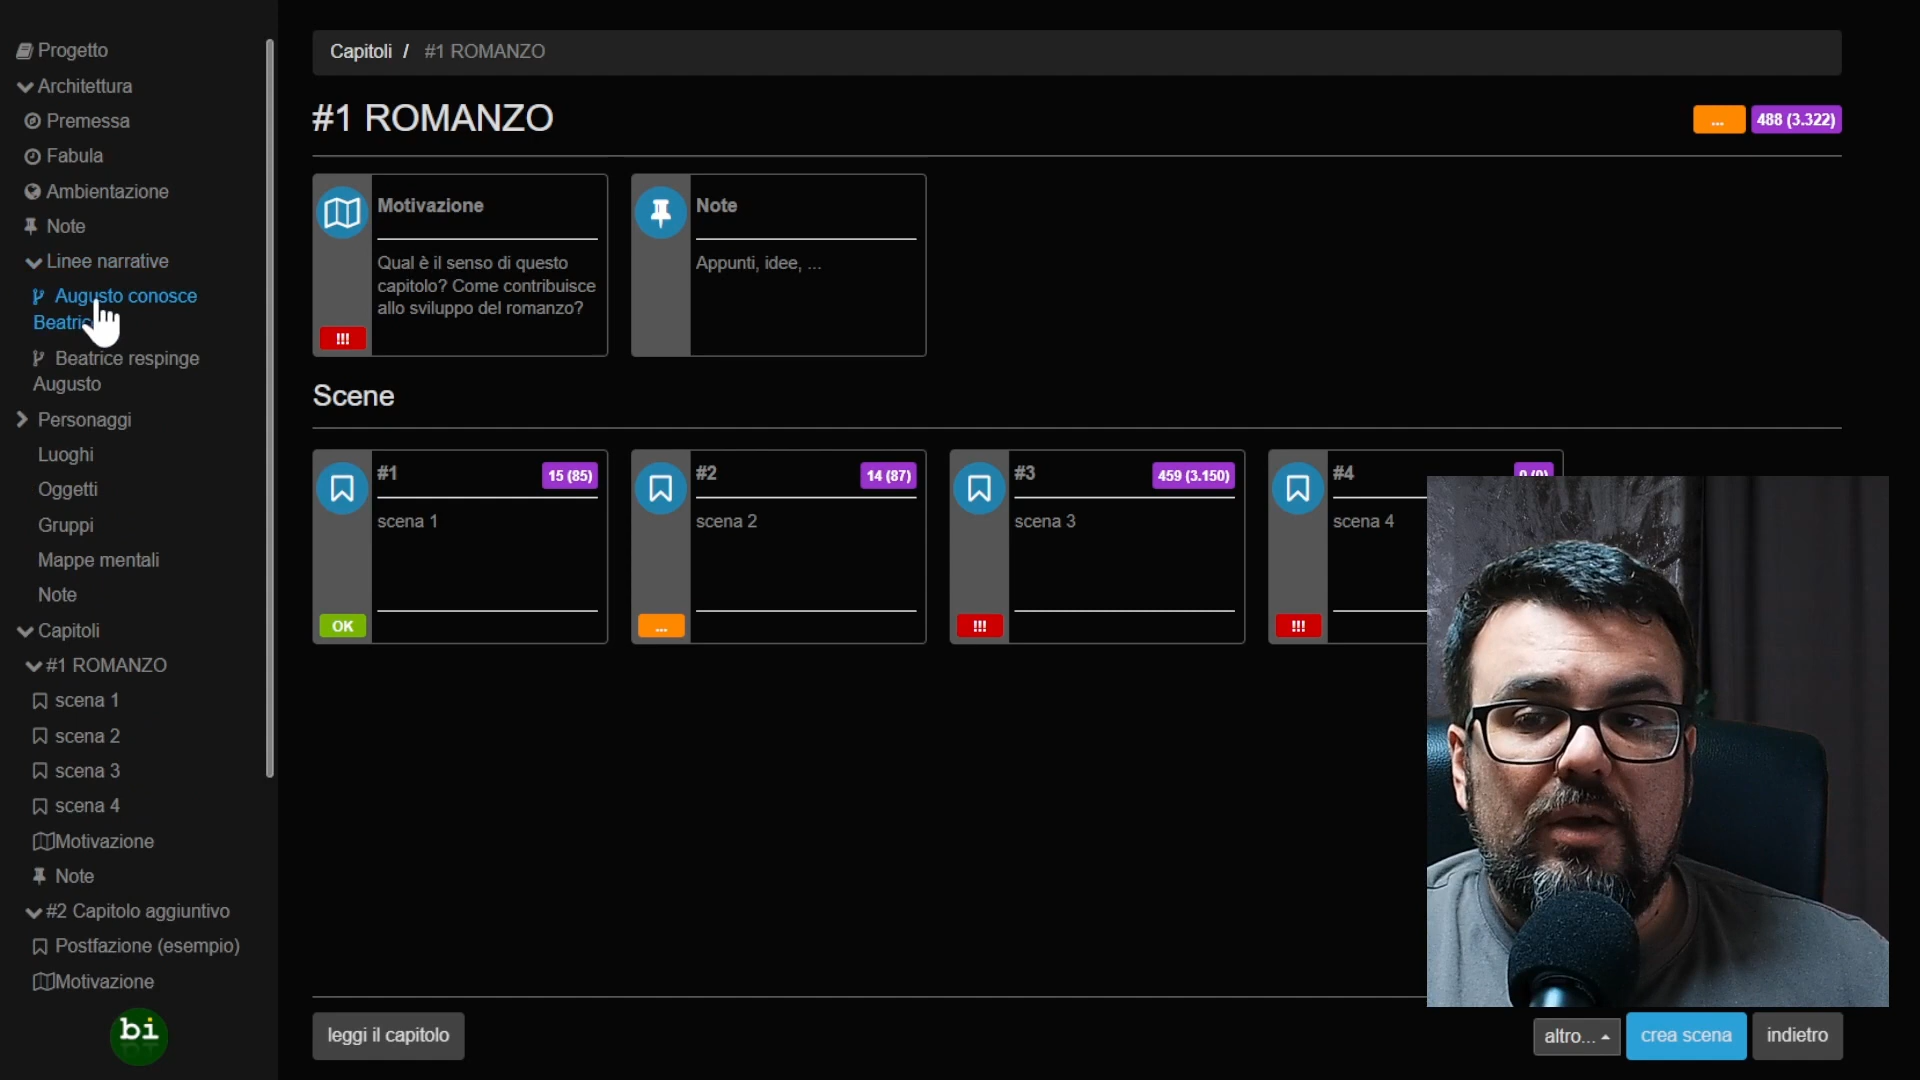 Progetto
Architettura
Premessa
Fabula
Ambientazione
Note
Linee narrative
Augusto conosce
Beatrice respinge
Augusto
Personaggi
Luoghi
Oggetti
Gruppi
Mappe mentali
Note
Capitoli
#1 ROMANZO
scena 1
scena 2
scena 3
scena 4
Motivazione
Note
#2 Capitolo aggiuntivo
Postfazione (esempio)
Motivazione
bi
Capitoli / #1 ROMANZO
#1 ROMANZO
... 488 (3.322)
Motivazione
Qual è il senso di questo
capitolo? Come contribuisce
allo sviluppo del romanzo?
!!!
Note
Appunti, idee, ...
Scene
#1 15 (85)
scena 1
OK
#2 14 (87)
scena 2
...
#3 459 (3.150)
scena 3
!!!
#4
scena 4
!!!
leggi il capitolo
altro...
crea scena
indietro